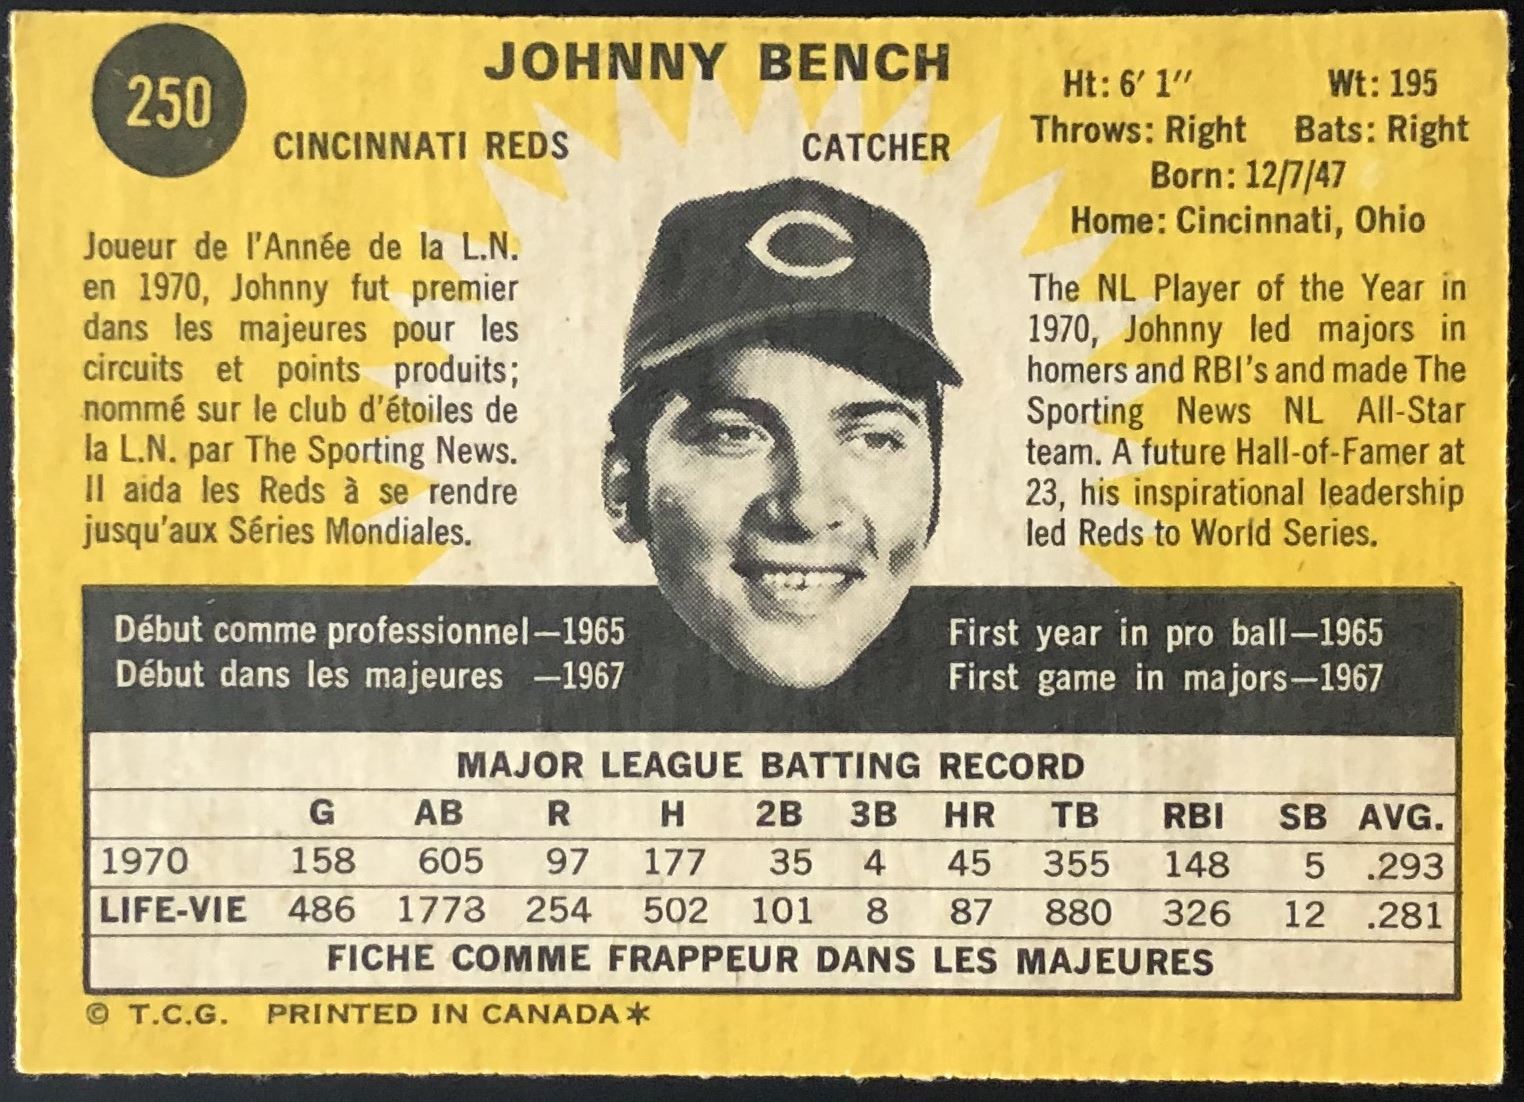 250
JOHNNY BENCH
CINCINNATI REDS CATCHER
Ht: 6' 1" Wt: 195
Throws: Right Bats: Right
Born: 12/7/47
Home: Cincinnati, Ohio
Joueur de l'Année de la L.N.
en 1970, Johnny fut premier
dans les majeures pour les
circuits et points produits;
nommé sur le club d'étoiles de
la L.N. par The Sporting News.
Il aida les Reds à se rendre
jusqu'aux Séries Mondiales.
C
The NL Player of the Year in
1970, Johnny led majors in
homers and RBI's and made The
Sporting News NL All-Star
team. A future Hall-of-Famer at
23, his inspirational leadership
led Reds to World Series.
Début comme professionnel—1965
Début dans les majeures —1967
First year in pro ball—1965
First game in majors—1967
MAJOR LEAGUE BATTING RECORD
G AB R H 2B 3B HR TB RBI SB AVG.
1970 158 605 97 177 35 4 45 355 148 5 .293
LIFE-VIE 486 1773 254 502 101 8 87 880 326 12 .281
FICHE COMME FRAPPEUR DANS LES MAJEURES
© T.C.G. PRINTED IN CANADA*